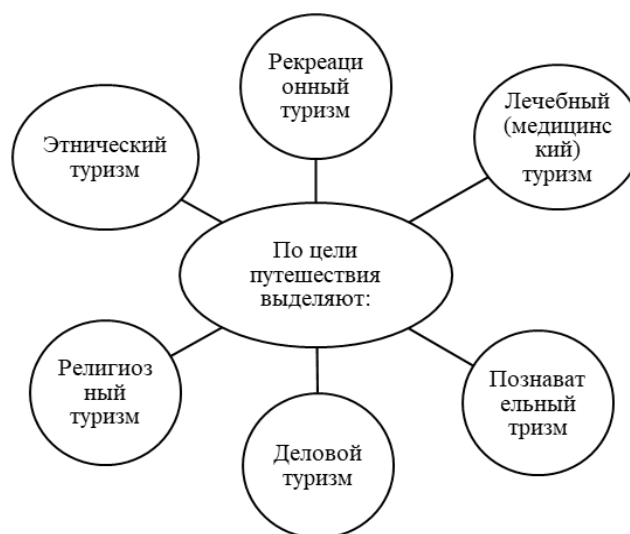 Рекреаци
онный
туризм
Лечебный
(медицинс
кий)
туризм
Этнический
туризм
По цели
путешествия
выделяют:
Религиоз
ный
туризм
Познават
ельный
тризм
Деловой
туризм